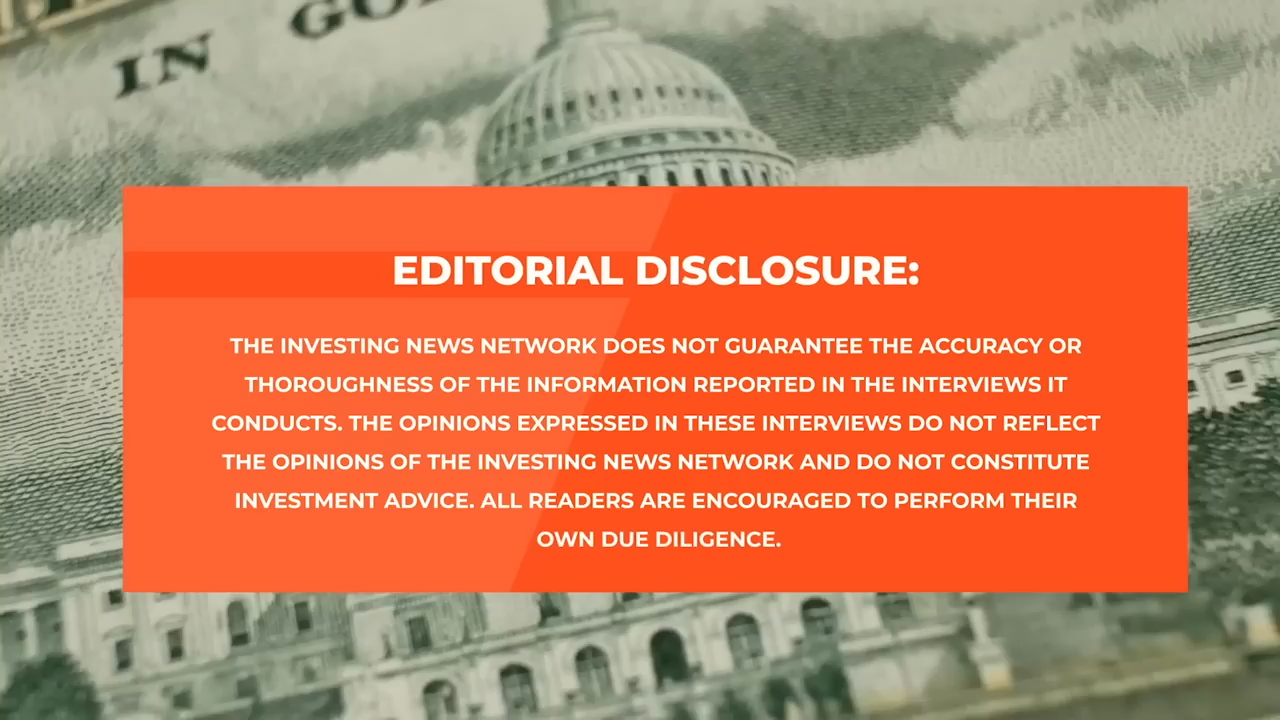 IN GO
EDITORIAL DISCLOSURE:
THE INVESTING NEWS NETWORK DOES NOT GUARANTEE THE ACCURACY OR
THOROUGHNESS OF THE INFORMATION REPORTED IN THE INTERVIEWS IT
CONDUCTS. THE OPINIONS EXPRESSED IN THESE INTERVIEWS DO NOT REFLECT
THE OPINIONS OF THE INVESTING NEWS NETWORK AND DO NOT CONSTITUTE
INVESTMENT ADVICE. ALL READERS ARE ENCOURAGED TO PERFORM THEIR
OWN DUE DILIGENCE.